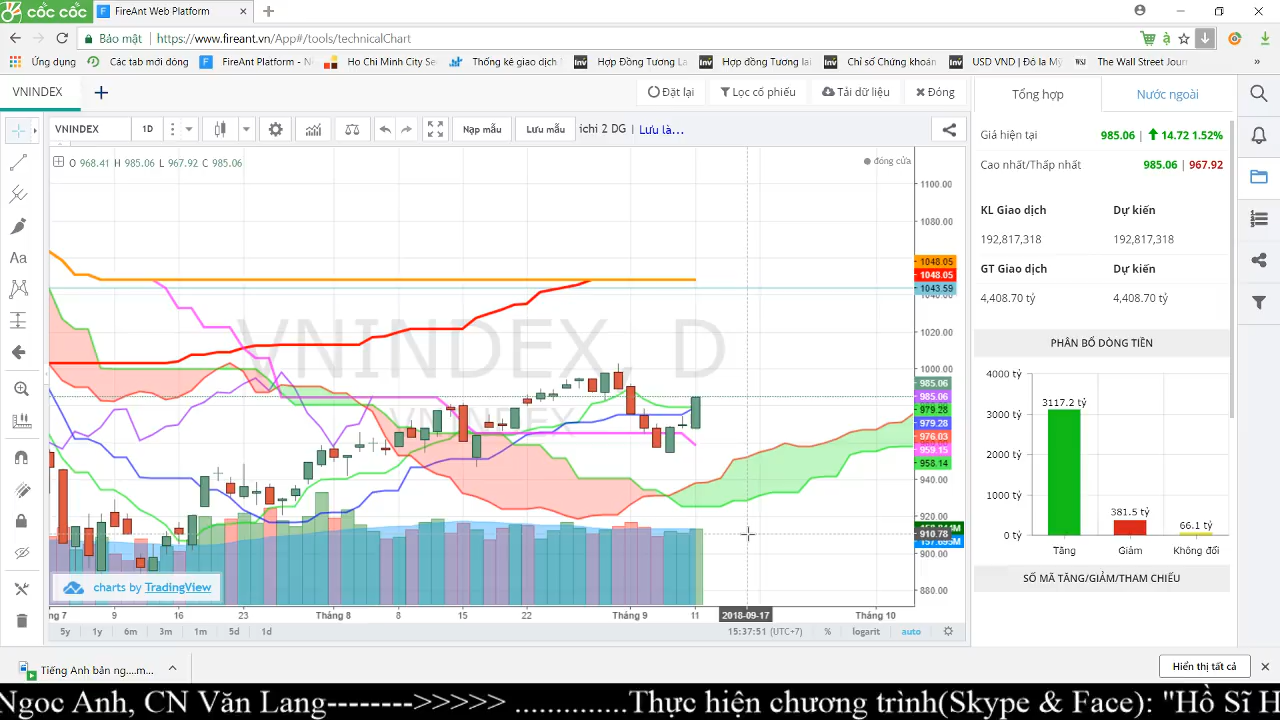 cốc cốc
FireAnt Web Platform
Bảo mật
https://www.fireant.vn/App#/tools/technicalChart
Ứng dụng
Các tab mới đóng
FireAnt Platform - N
Ho Chi Minh City Se
Thống kê giao dịch
Hợp Đồng Tương La
Hợp đồng Tương lai
Chỉ số Chứng khoán
USD VND | Đô la Mỹ
The Wall Street Jour
VNINDEX
Đặt lại
Lọc cổ phiếu
Tải dữ liệu
Đóng
VNINDEX
1D
Nạp mẫu
Lưu mẫu
ichi 2 DG
Lưu là...
O 968.41 H 985.06 L 967.92 C 985.06
đóng cửa
VNINDEX, D
VNINDEX
1100.00
1080.00
1048.05
1048.05
1043.59
1040.00
1020.00
1000.00
985.06
985.06
979.28
979.28
976.03
959.15
958.14
940.00
920.00
910.78
157.695M
900.00
880.00
charts by TradingView
ng 7
9
16
23
Tháng 8
8
15
22
Tháng 9
11
2018-09-17
Tháng 10
5y
1y
6m
3m
1m
5d
1d
15:37:51 (UTC+7)
%
logarit
auto
Tổng hợp
Nước ngoài
Giá hiện tại
985.06 | 14.72 1.52%
Cao nhất/Thấp nhất
985.06 | 967.92
KL Giao dịch
Dự kiến
192,817,318
192,817,318
GT Giao dịch
Dự kiến
4,408.70 tỷ
4,408.70 tỷ
PHÂN BỔ DÒNG TIỀN
4000 tỷ
3117.2 tỷ
3000 tỷ
2000 tỷ
1000 tỷ
381.5 tỷ
66.1 tỷ
0 tỷ
Tăng
Giảm
Không đổi
SỐ MÃ TĂNG/GIẢM/THAM CHIẾU
Tiếng Anh bản ng....m...
Hiển thị tất cả
Ngoc Anh, CN Văn Lang-------->>>>> ..............Thực hiện chương trình(Skype & Face): "Hồ Sĩ H